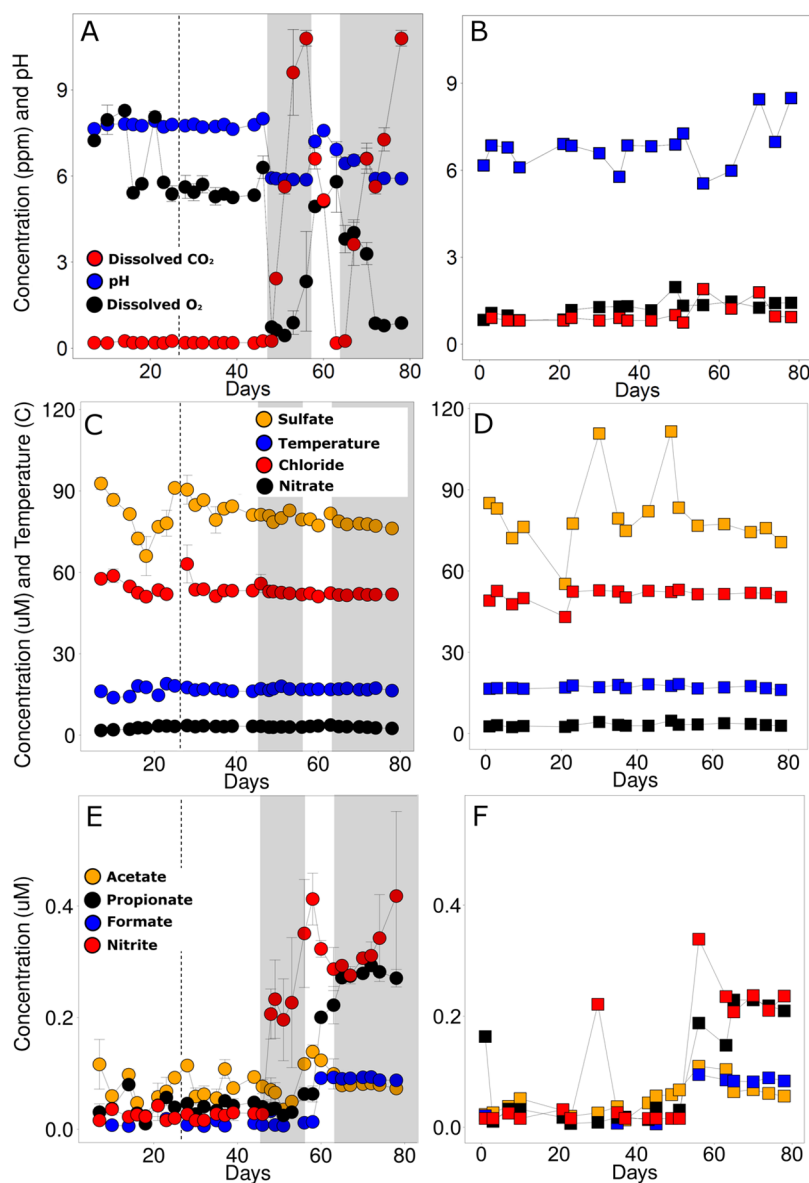 A
B
Concentration (ppm) and pH
9
6
3
0
Dissolved CO₂
pH
Dissolved O₂
20 40 60 80
Days
9
6
3
0
0 20 40 60 80
Days
C
D
Concentration (uM) and Temperature (C)
120
90
60
30
0
Sulfate
Temperature
Chloride
Nitrate
20 40 60 80
Days
120
90
60
30
0
0 20 40 60 80
Days
E
F
Concentration (uM)
0.4
0.2
0.0
Acetate
Propionate
Formate
Nitrite
20 40 60 80
Days
0.4
0.2
0.0
0 20 40 60 80
Days